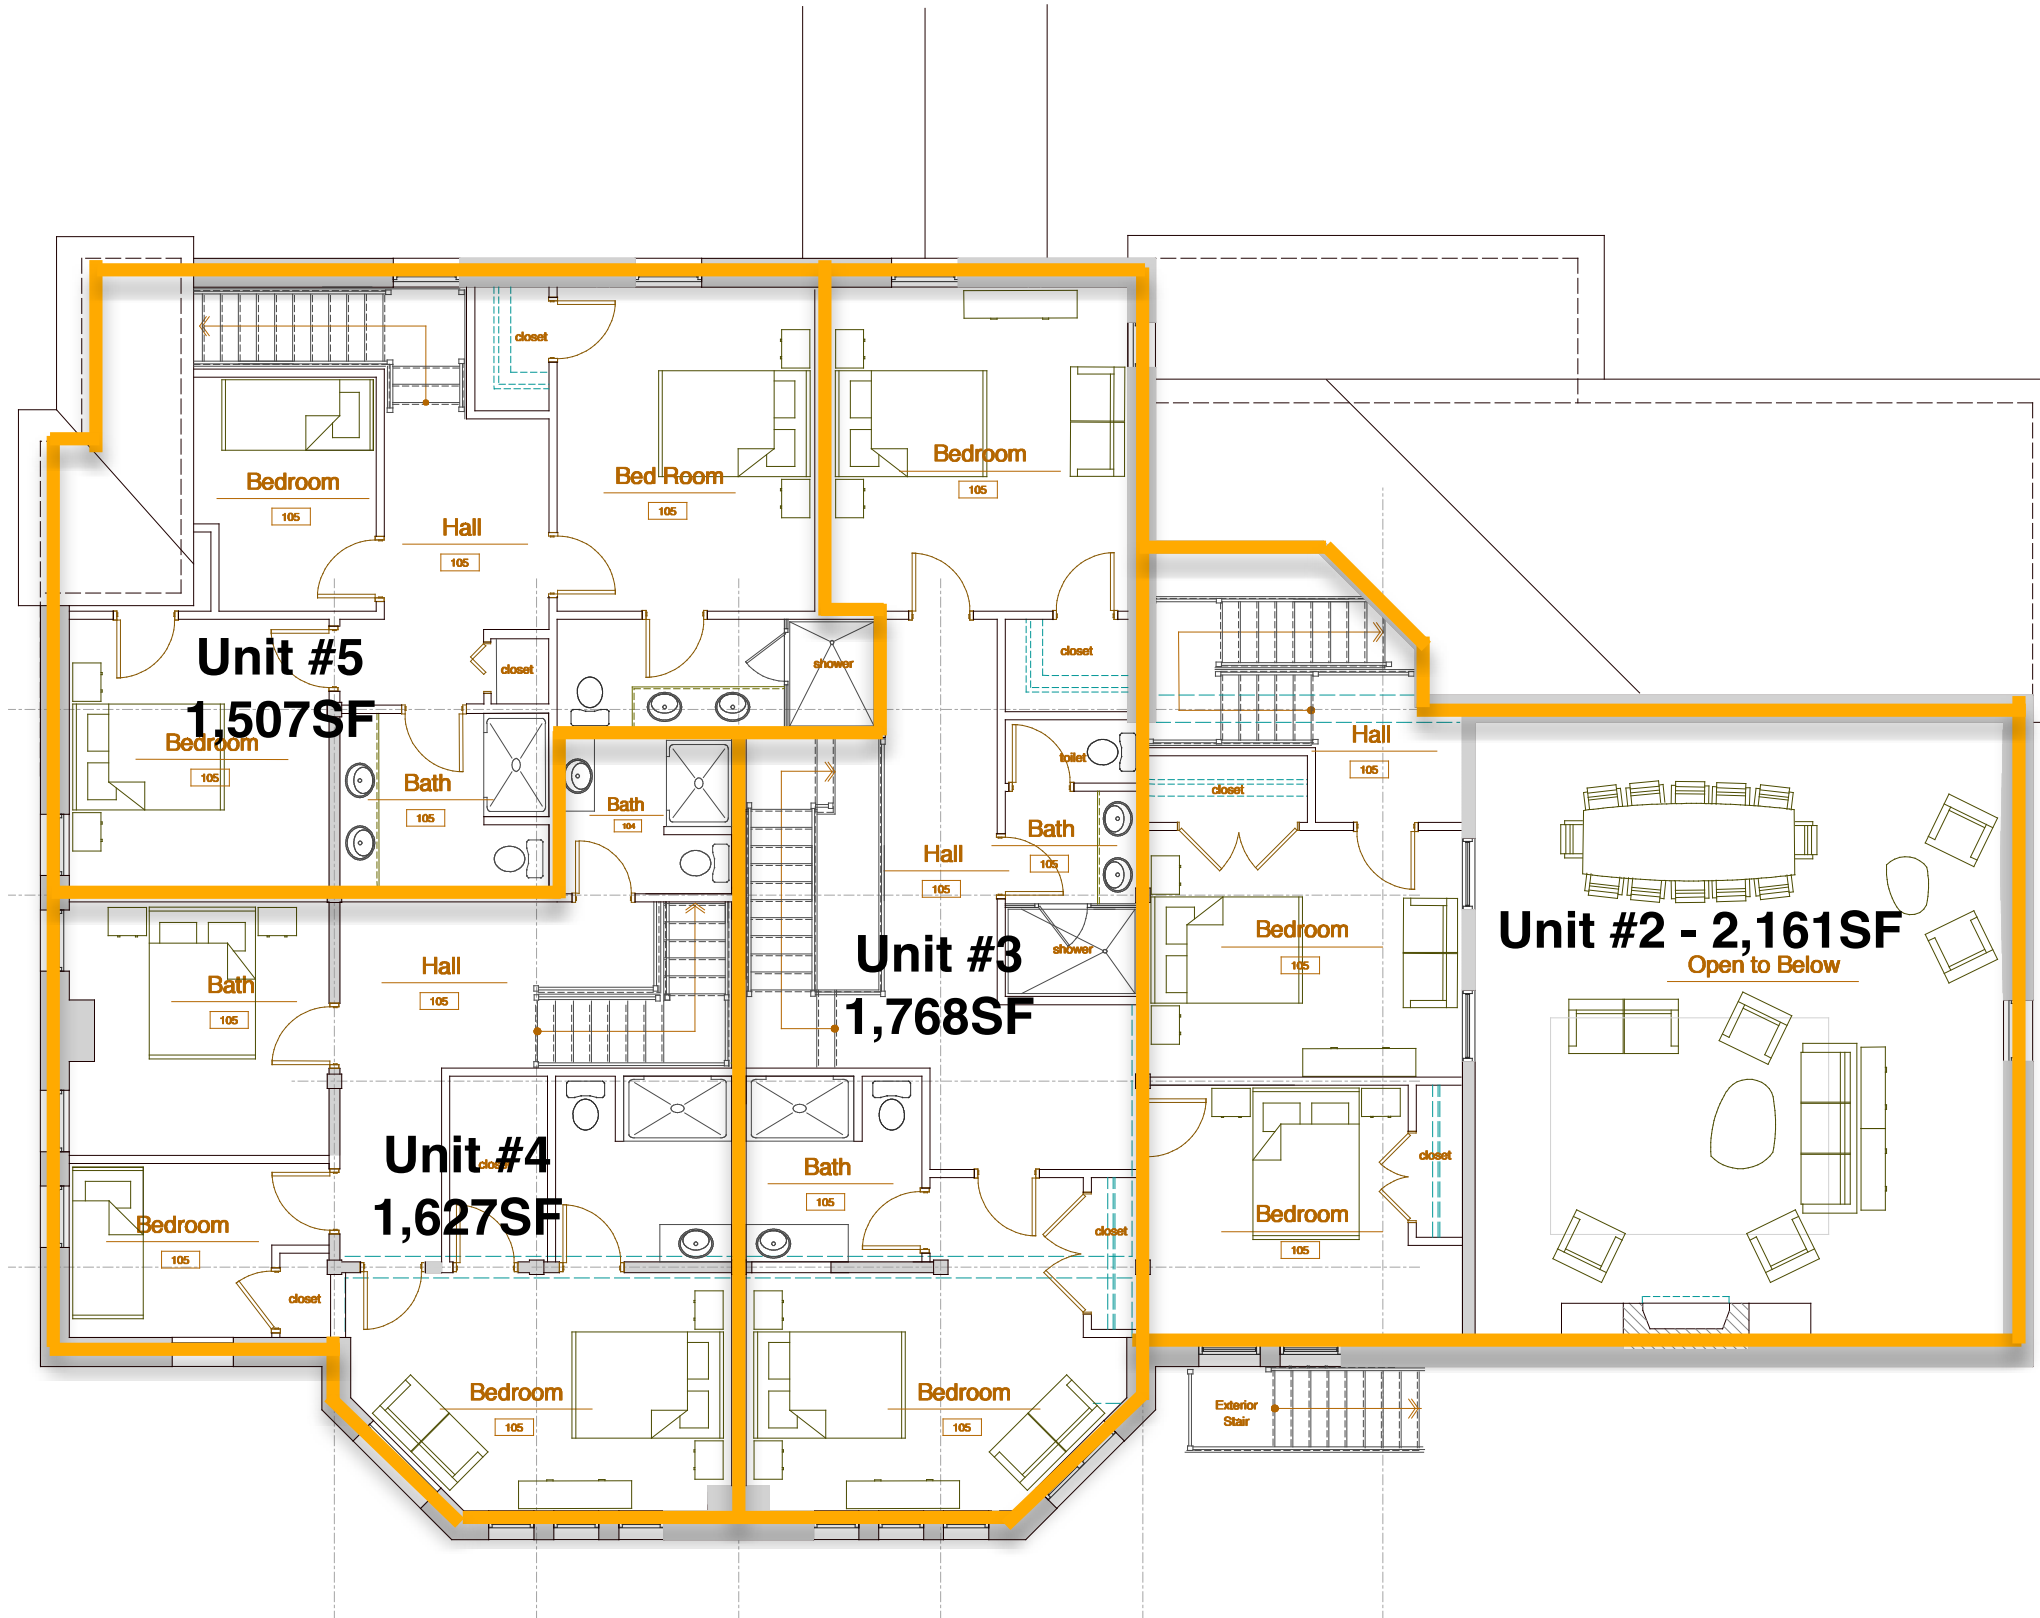 closet
Bedroom
105
Bed Room
105
Bedroom
105
Hall
105
Unit #5
1,507SF
closet
shower
closet
Bedroom
105
Bath
105
Bath
104
toilet
Bath
105
Hall
105
closet
Hall
105
Unit #2 - 2,161SF
Open to Below
Bedroom
105
Unit #3
1,768SF
shower
Bath
105
Hall
105
Unit #4
1,627SF
closet
Bath
105
closet
Bedroom
105
closet
Bedroom
105
closet
Bedroom
105
Bedroom
105
Exterior
Stair